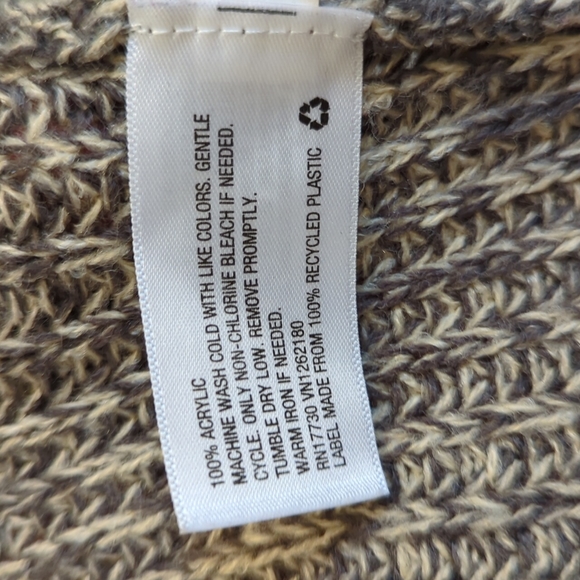 100% ACRYLIC
MACHINE WASH COLD WITH LIKE COLORS. GENTLE
CYCLE. ONLY NON-CHLORINE BLEACH IF NEEDED.
TUMBLE DRY LOW. REMOVE PROMPTLY.
WARM IRON IF NEEDED.
RN17730 VN1262180
LABEL MADE FROM 100% RECYCLED PLASTIC